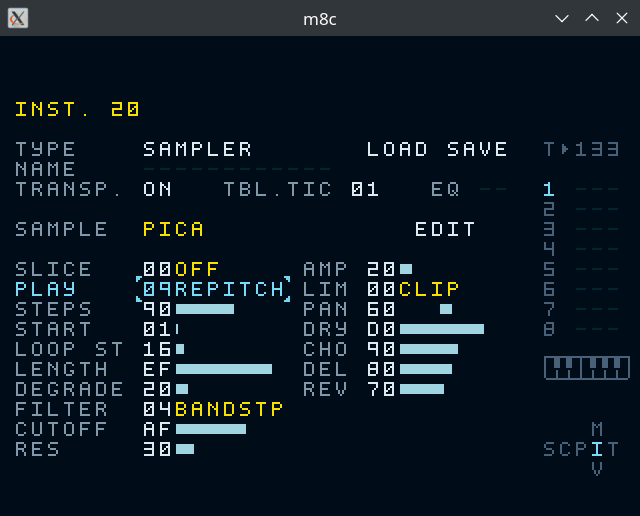 m8c
INST. 20
TYPE SAMPLER LOAD SAVE T▸133
NAME ------------
TRANSP. ON TBL.TIC 01 EQ -- 1 ---
2 ---
SAMPLE PICA EDIT 3 ---
4 ---
SLICE 00OFF AMP 20 5 ---
PLAY 09REPITCH LIM 00CLIP 6 ---
STEPS 90 PAN 60 7 ---
START 01 DRY D0 8 ---
LOOP ST 16 CHO 90
LENGTH EF DEL 80
DEGRADE 20 REV 70
FILTER 04BANDSTP
CUTOFF AF M
RES 30 SCPIT
V